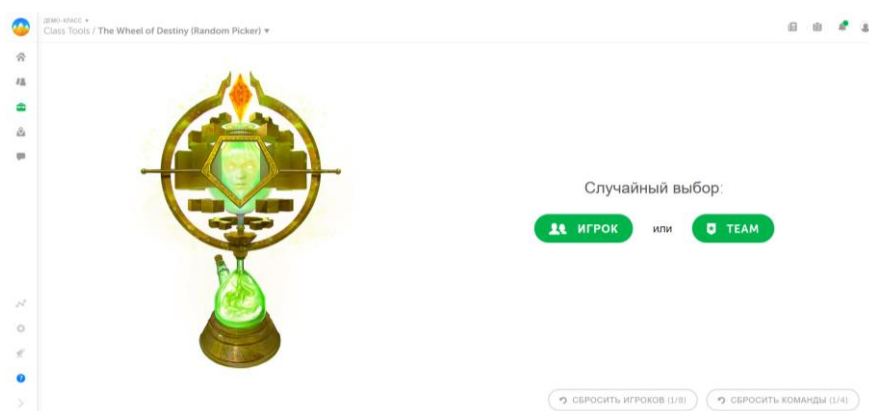 ДЕМО-КЛАСС
Class Tools / The Wheel of Destiny (Random Picker)
Случайный выбор:
ИГРОК
или
TEAM
СБРОСИТЬ ИГРОКОВ (1/8)
СБРОСИТЬ КОМАНДЫ (1/4)